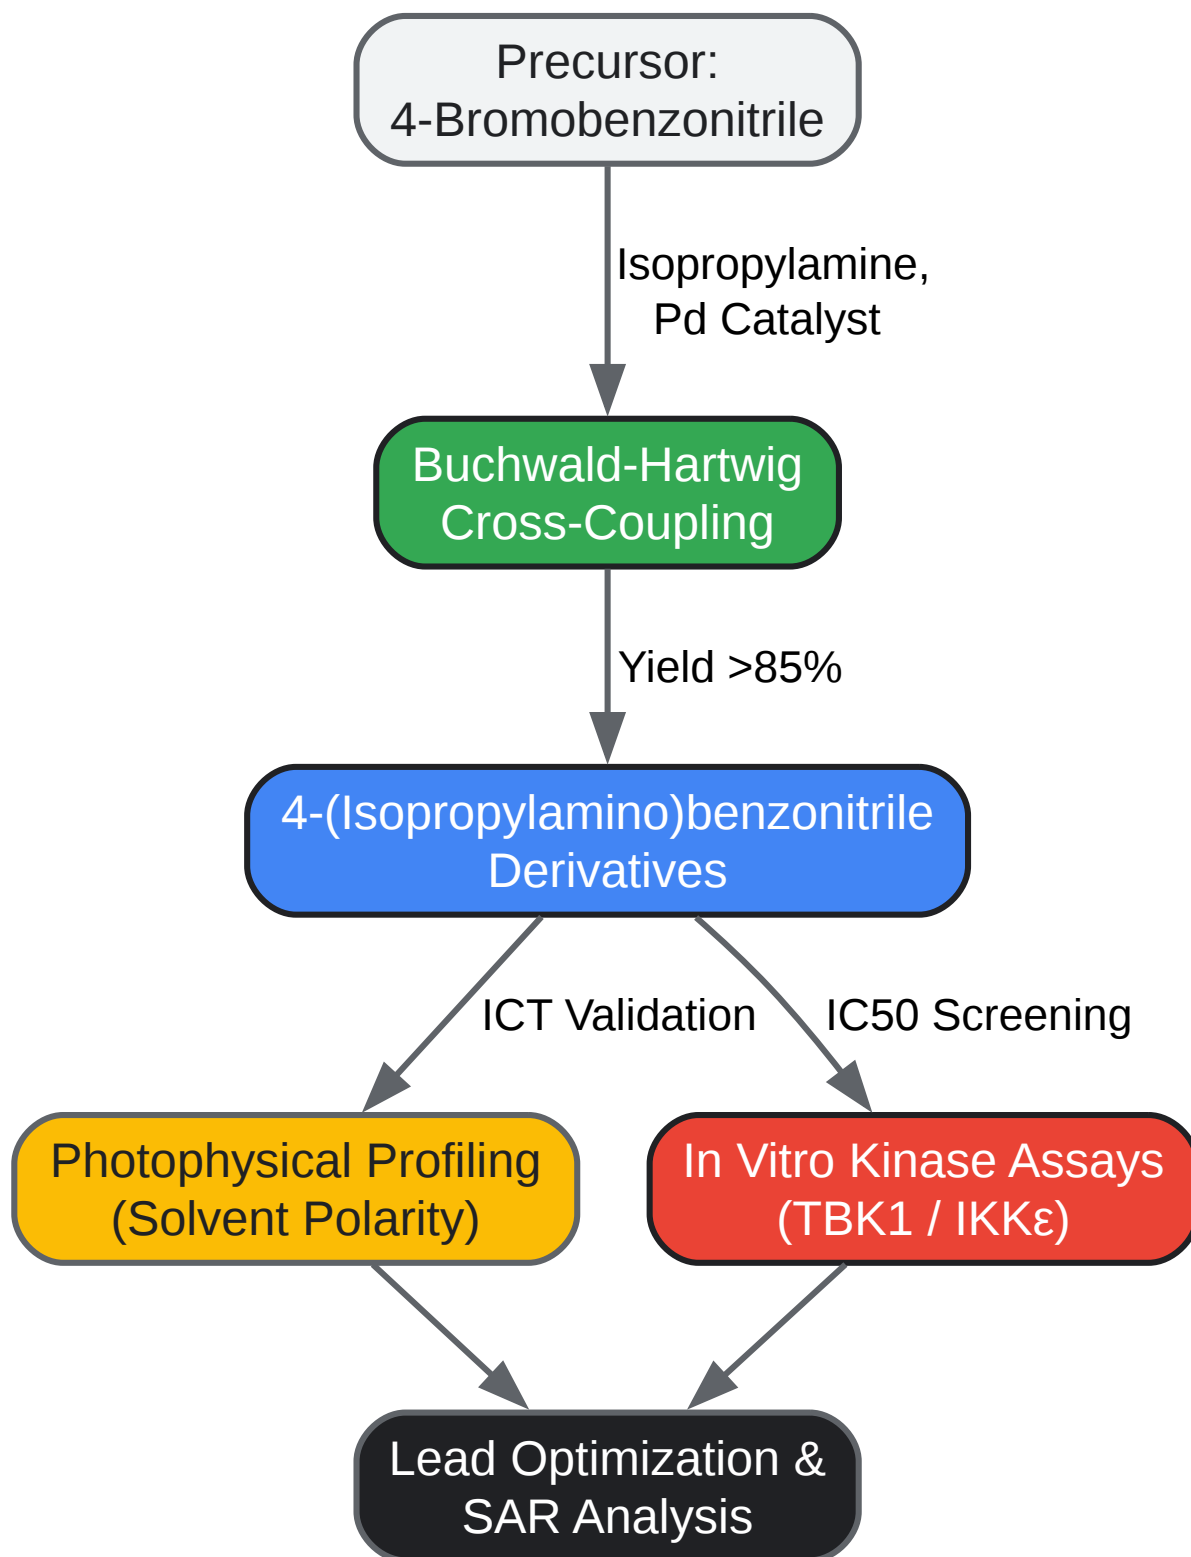 Precursor:
4-Bromobenzonitrile
Isopropylamine,
Pd Catalyst
Buchwald-Hartwig
Cross-Coupling
Yield >85%
4-(Isopropylamino)benzonitrile
Derivatives
ICT Validation
IC50 Screening
Photophysical Profiling
(Solvent Polarity)
In Vitro Kinase Assays
(TBK1 / IKKε)
Lead Optimization &
SAR Analysis